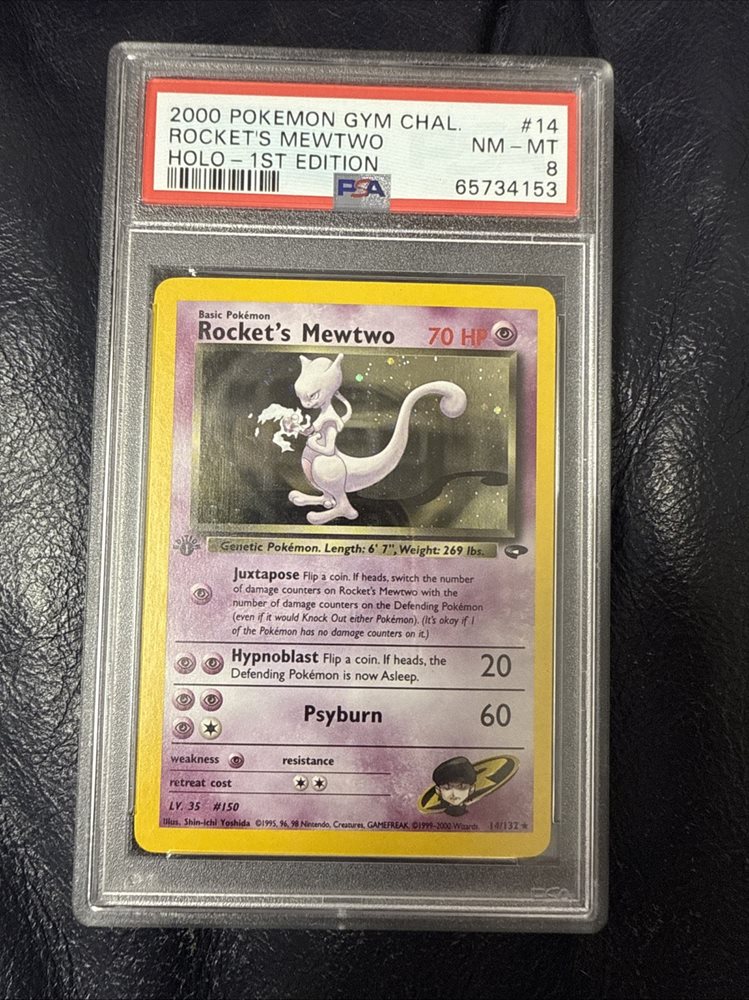 2000 POKEMON GYM CHAL. #14
ROCKET'S MEWTWO NM - MT
HOLO - 1ST EDITION 8
PSA 65734153
Basic Pokémon
Rocket's Mewtwo 70 HP
Genetic Pokémon. Length: 6' 7", Weight: 269 lbs.
Juxtapose Flip a coin. If heads, switch the number
of damage counters on Rocket's Mewtwo with the
number of damage counters on the Defending Pokémon
(even if it would Knock Out either Pokémon). (It's okay if 1
of the Pokémon has no damage counters on it.)
Hypnoblast Flip a coin. If heads, the
Defending Pokémon is now Asleep. 20
Psyburn 60
weakness resistance
retreat cost
LV. 35 #150
Illus. Shin-ichi Yoshida ©1995, 96, 98 Nintendo, Creatures, GAMEFREAK. ©1999-2000 Wizards. 14/132 ★
PSA